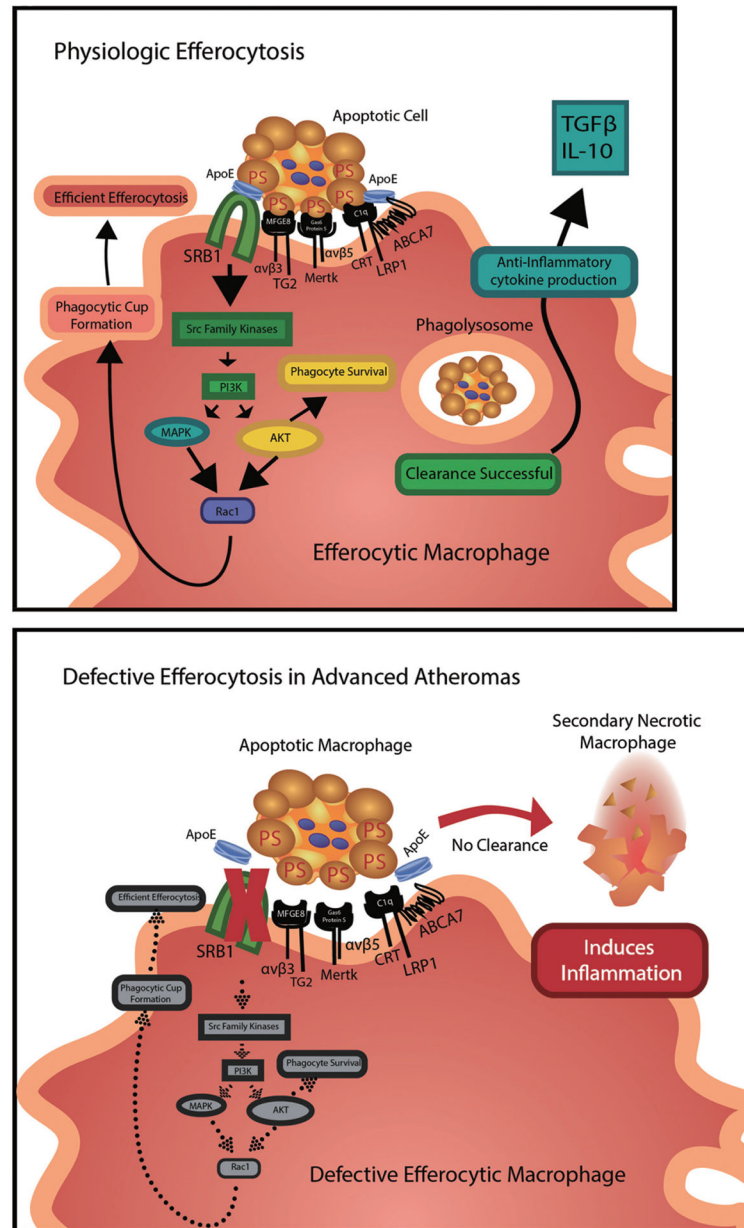 Physiologic Efferocytosis
Apoptotic Cell
TGFβ
IL-10
ApoE
PS
PS
PS
PS
PS
PS
ApoE
Efficient Efferocytosis
MFGE8
Gas6
Protein S
C1q
SRB1
αvβ3
TG2
Mertk
αvβ5
CRT
LRP1
ABCA7
Anti-Inflammatory
cytokine production
Phagocytic Cup
Formation
Src Family Kinases
Phagolysosome
PI3K
Phagocyte Survival
MAPK
AKT
Clearance Successful
Rac1
Efferocytic Macrophage
Defective Efferocytosis in Advanced Atheromas
Secondary Necrotic
Macrophage
Apoptotic Macrophage
ApoE
PS
PS
PS
PS
PS
PS
ApoE
No Clearance
Efficient Efferocytosis
MFGE8
Gas6
Protein S
C1q
SRB1
αvβ3
TG2
Mertk
αvβ5
CRT
LRP1
ABCA7
Induces
Inflammation
Phagocytic Cup
Formation
Src Family Kinases
PI3K
Phagocyte Survival
MAPK
AKT
Rac1
Defective Efferocytic Macrophage